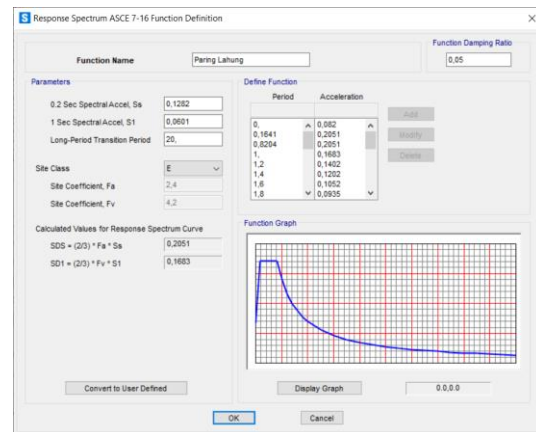 Response Spectrum ASCE 7-16 Function Definition
Function Damping Ratio
Function Name
Paring Lahung
0,05
Parameters
0.2 Sec Spectral Accel, Ss
0,1282
1 Sec Spectral Accel, S1
0,0601
Long-Period Transition Period
20,
Site Class
E
Site Coefficient, Fa
2,4
Site Coefficient, Fv
4,2
Calculated Values for Response Spectrum Curve
SDS = (2/3) * Fa * Ss
0,2051
SD1 = (2/3) * Fv * S1
0,1683
Convert to User Defined
Define Function
Period Acceleration
0, 0,082
0,1641 0,2051
0,8204 0,2051
1, 0,1683
1,2 0,1402
1,4 0,1202
1,6 0,1052
1,8 0,0935
Add
Modify
Delete
Function Graph
Display Graph
0.0,0.0
OK
Cancel